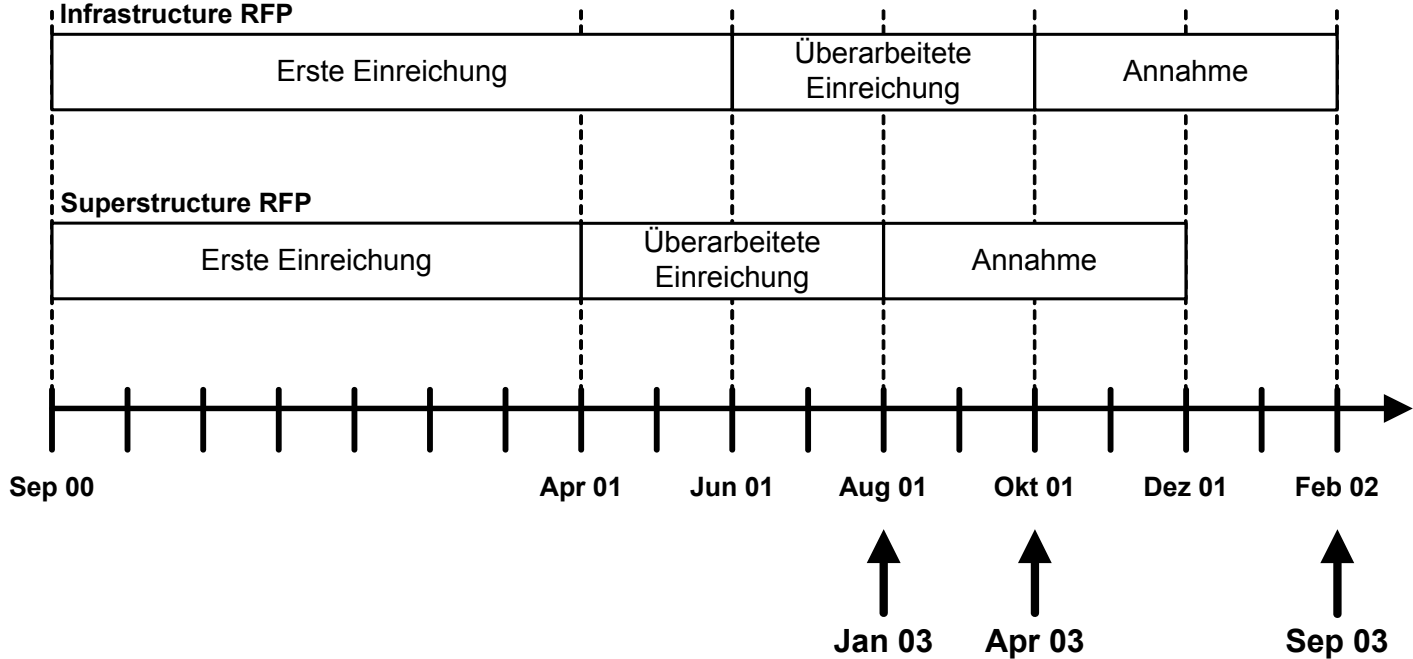 Infrastructure RFP
Erste Einreichung
Überarbeitete
Einreichung
Annahme
Superstructure RFP
Erste Einreichung
Überarbeitete
Einreichung
Annahme
Sep 00 Apr 01 Jun 01 Aug 01 Okt 01 Dez 01 Feb 02
Jan 03 Apr 03 Sep 03